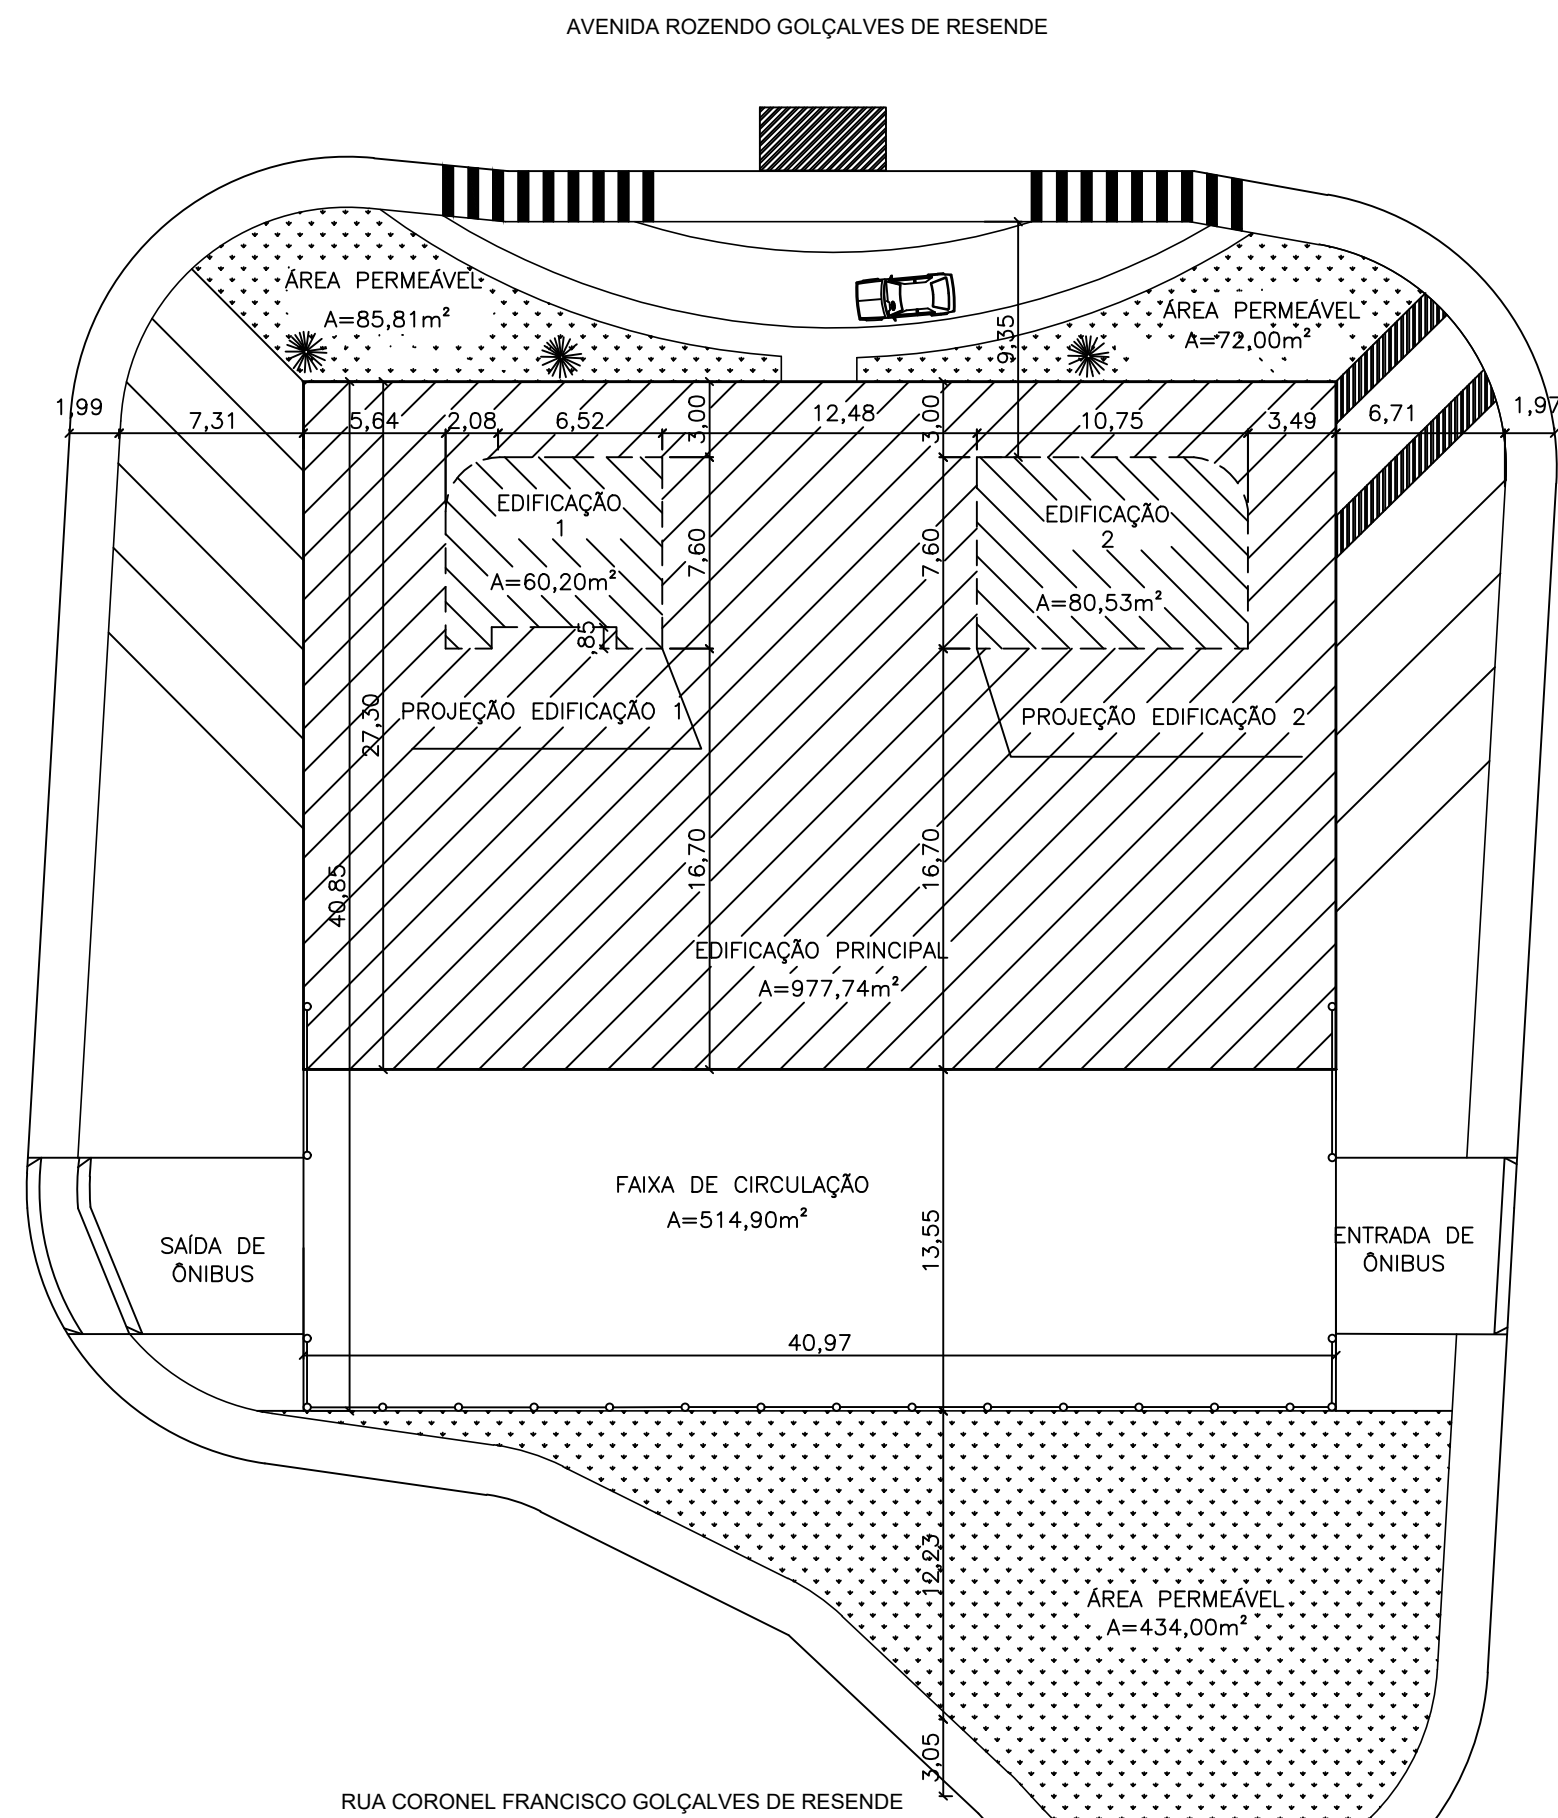 AVENIDA ROZENDO GOLÇALVES DE RESENDE
ÁREA PERMEÁVEL
A=85,81m²
ÁREA PERMEÁVEL
A=72,00m²
9,35
1,99
7,31
5,64
2,08
6,52
3,00
12,48
3,00
10,75
3,49
6,71
1,97
EDIFICAÇÃO
1
A=60,20m²
,85
7,60
7,60
EDIFICAÇÃO
2
A=80,53m²
27,30
PROJEÇÃO EDIFICAÇÃO 1
PROJEÇÃO EDIFICAÇÃO 2
40,85
16,70
16,70
EDIFICAÇÃO PRINCIPAL
A=977,74m²
FAIXA DE CIRCULAÇÃO
A=514,90m²
SAÍDA DE
ÔNIBUS
13,55
ENTRADA DE
ÔNIBUS
40,97
12,23
ÁREA PERMEÁVEL
A=434,00m²
3,05
RUA CORONEL FRANCISCO GOLÇALVES DE RESENDE